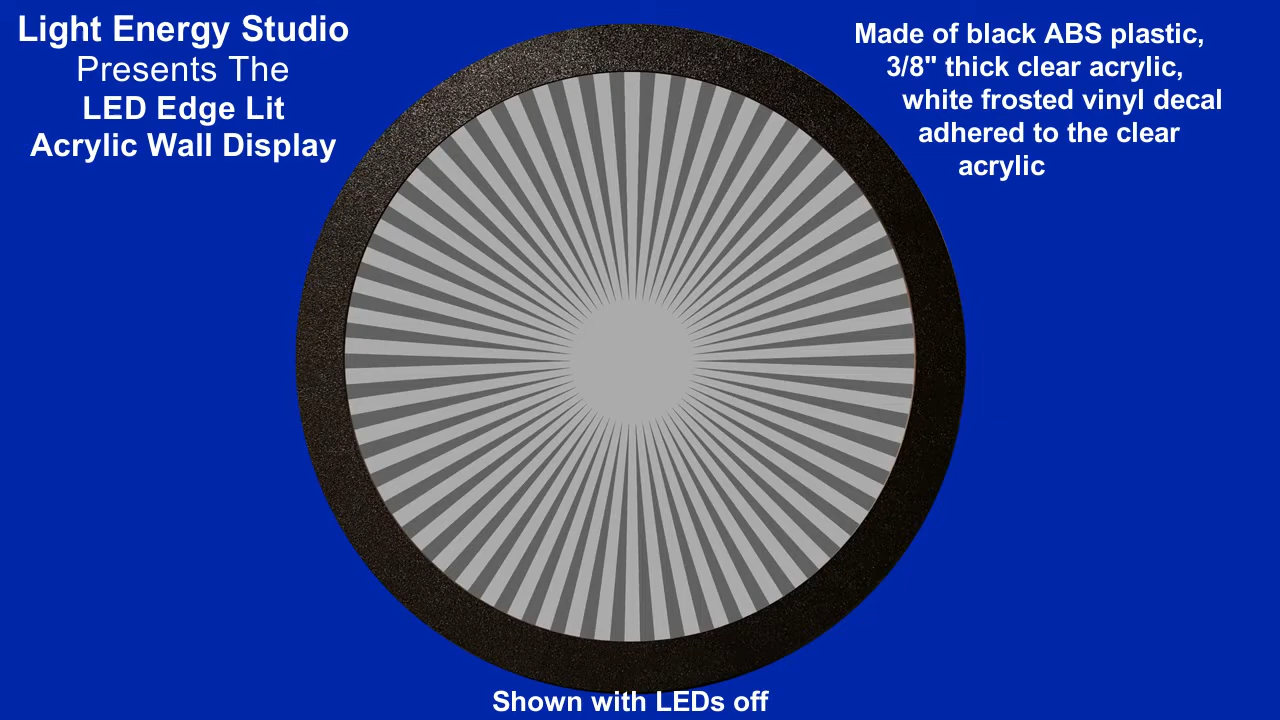 Light Energy Studio
Presents The
LED Edge Lit
Acrylic Wall Display
Made of black ABS plastic,
3/8" thick clear acrylic,
white frosted vinyl decal
adhered to the clear
acrylic
Shown with LEDs off